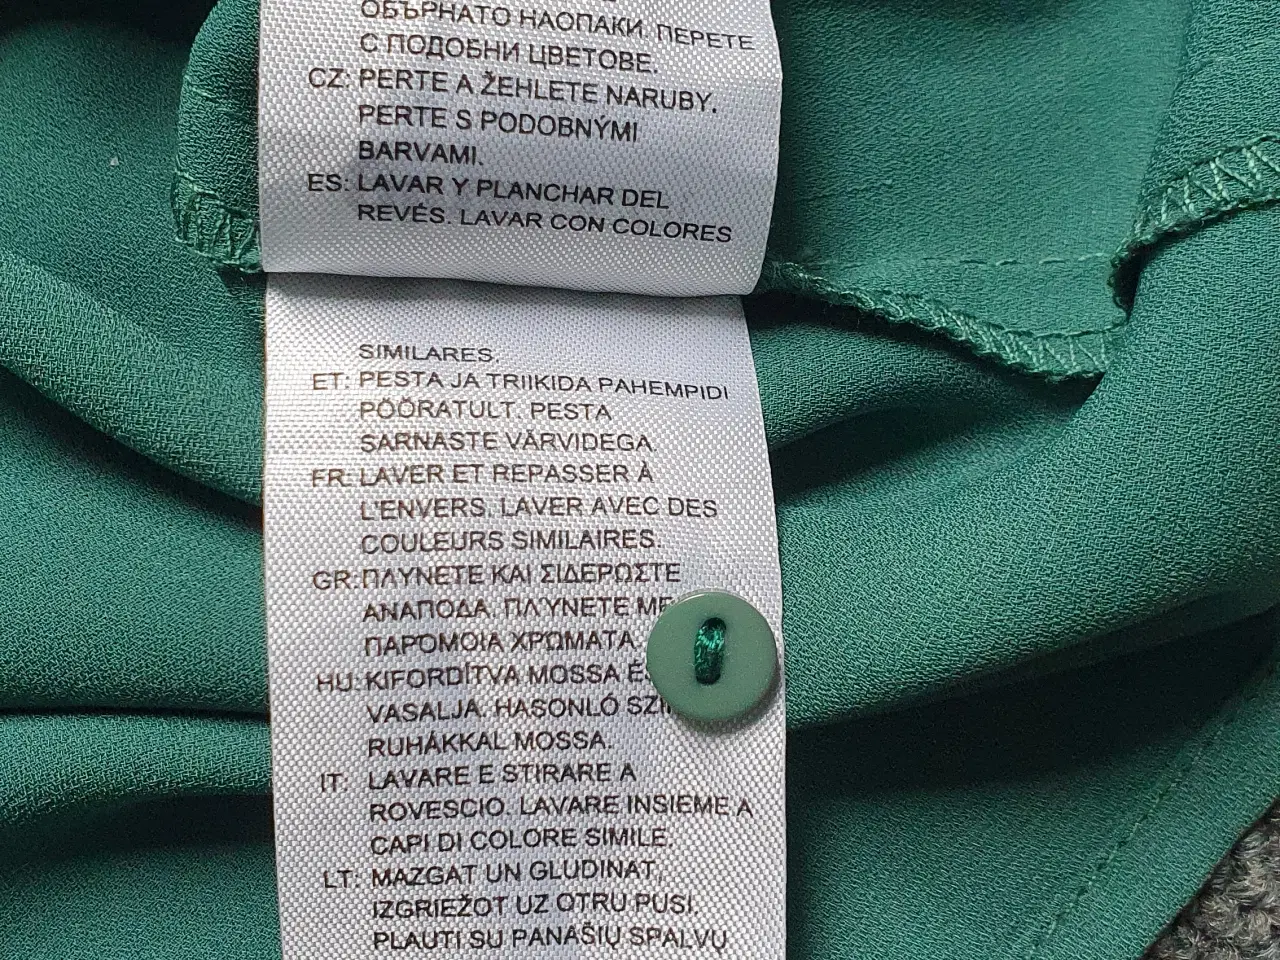 ОБЪРНАТО НАОПАКИ. ПЕРЕТЕ
С ПОДОБНИ ЦВЕТОВЕ.
CZ: PERTE A ŽEHLETE NARUBY.
PERTE S PODOBNÝMI
BARVAMI.
ES: LAVAR Y PLANCHAR DEL
REVÉS. LAVAR CON COLORES
SIMILARES.
ET: PESTA JA TRIIKIDA PAHEMPIDI
PÖÖRATULT. PESTA
SARNASTE VÄRVIDEGA.
FR: LAVER ET REPASSER À
L'ENVERS. LAVER AVEC DES
COULEURS SIMILAIRES.
GR: ΠΛΥΝΕΤΕ ΚΑΙ ΣΙΔΕΡΩΣΤΕ
ΑΝΑΠΟΔΑ. ΠΛΥΝΕΤΕ ΜΕ
ΠΑΡΟΜΟΙΑ ΧΡΩΜΑΤΑ.
HU: KIFORDÍTVA MOSSA ÉS
VASALJA. HASONLÓ
RUHÁKKAL MOSSA.
IT: LAVARE E STIRARE A
ROVESCIO. LAVARE INSIEME A
CAPI DI COLORE SIMILE.
LT: MAZGAT UN GLUDINAT,
IZGRIEŽOT UZ OTRU PUSI.
PLAUTI SU PANAŠIŲ SPALVŲ